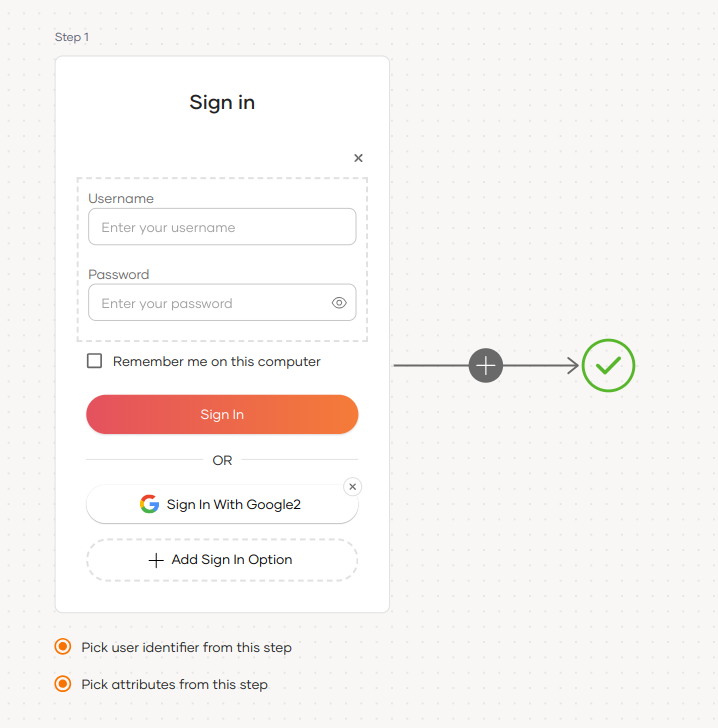 Step 1
Sign in
Username
Enter your username
Password
Enter your password
Remember me on this computer
Sign In
OR
Sign In With Google2
Add Sign In Option
Pick user identifier from this step
Pick attributes from this step